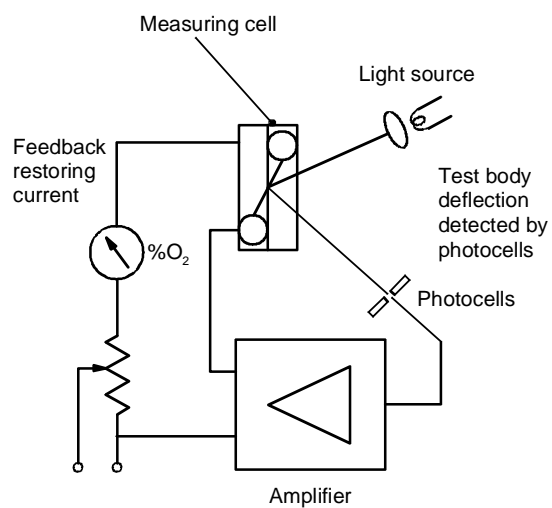 Measuring cell
Light source
Feedback
restoring
current
Test body
deflection
detected by
photocells
%O₂
Photocells
Amplifier